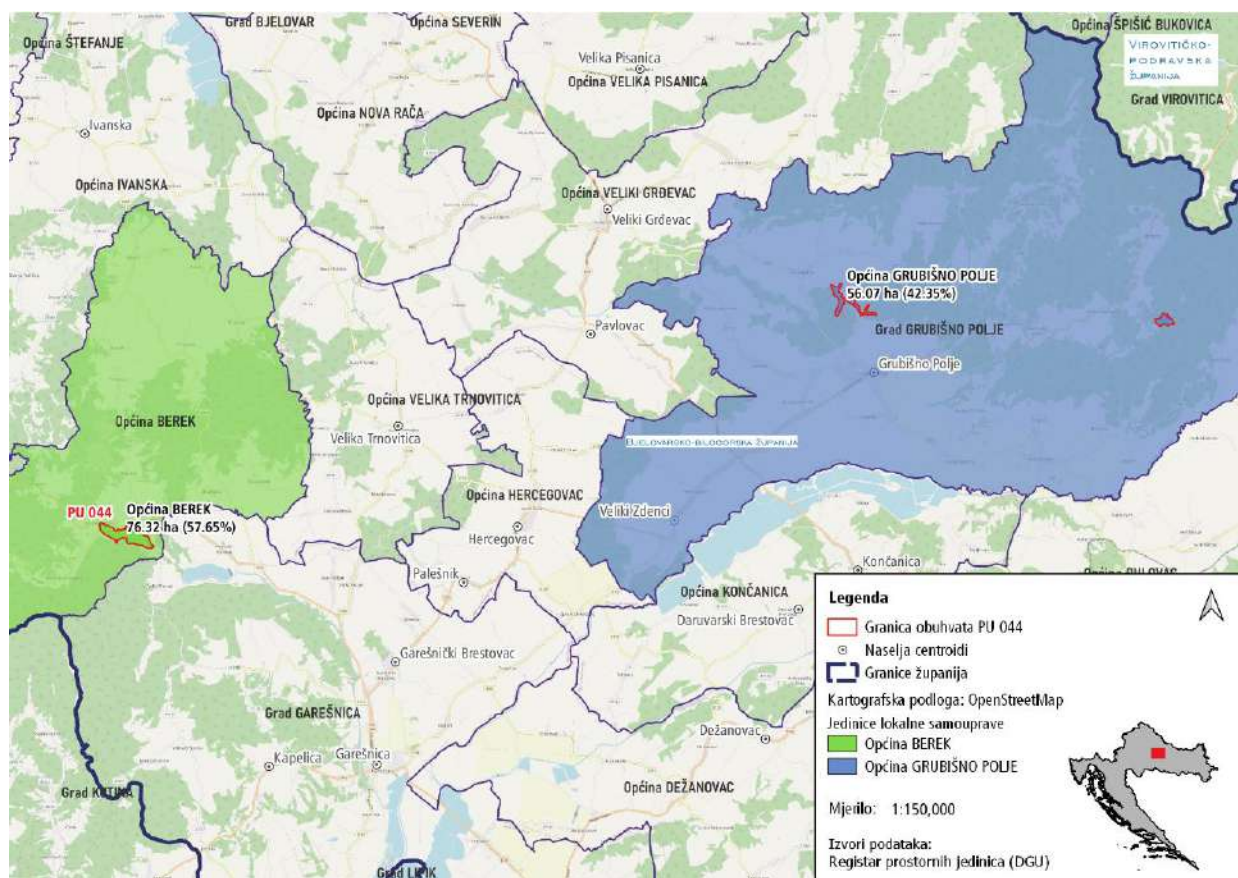 Grad BJELOVAR
Općina SEVERIN
Općina ŠPIŠIĆ BUKOVICA
Općina ŠTEFANJE
Velika Pisanica
VIROVITIČKO-
PODRAVSKA
ŽUPANIJA
Općina VELIKA PISANICA
Grad VIROVITICA
Općina NOVA RAČA
Ivanska
Općina IVANSKA
Općina VELIKI GRĐEVAC
Veliki Grđevac
Općina GRUBIŠNO POLJE
56.07 ha (42.35%)
Pavlovac
Grad GRUBIŠNO POLJE
Grubišno Polje
Općina VELIKA TRNOVITICA
Općina BEREK
Velika Trnovitica
BJELOVARSKO-BILOGORSKA ŽUPANIJA
Općina HERCEGOVAC
PU 044
Općina BEREK
76.32 ha (57.65%)
Veliki Zdenci
Hercegovac
Palešnik
Končanica
Općina KONČANICA
Daruvarski Brestovac
Garešnički Brestovac
Grad GAREŠNICA
Dežanovac
Kapelica
Garešnica
Općina DEŽANOVAC
Grad KUTINA
Grad LIPIK
Legenda
Granica obuhvata PU 044
Naselja centroidi
Granice županija
Kartografska podloga: OpenStreetMap
Jedinice lokalne samouprave
Općina BEREK
Općina GRUBIŠNO POLJE
Mjerilo: 1:150,000
Izvori podataka:
Registar prostornih jedinica (DGU)